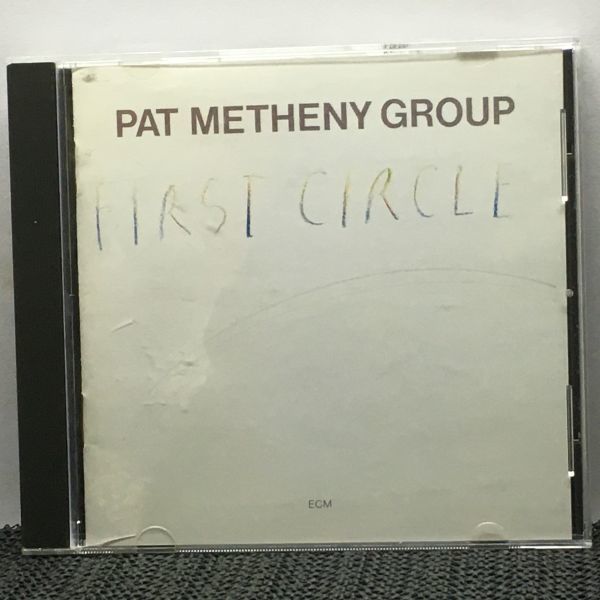 PAT METHENY GROUP
FIRST CIRCLE
ECM